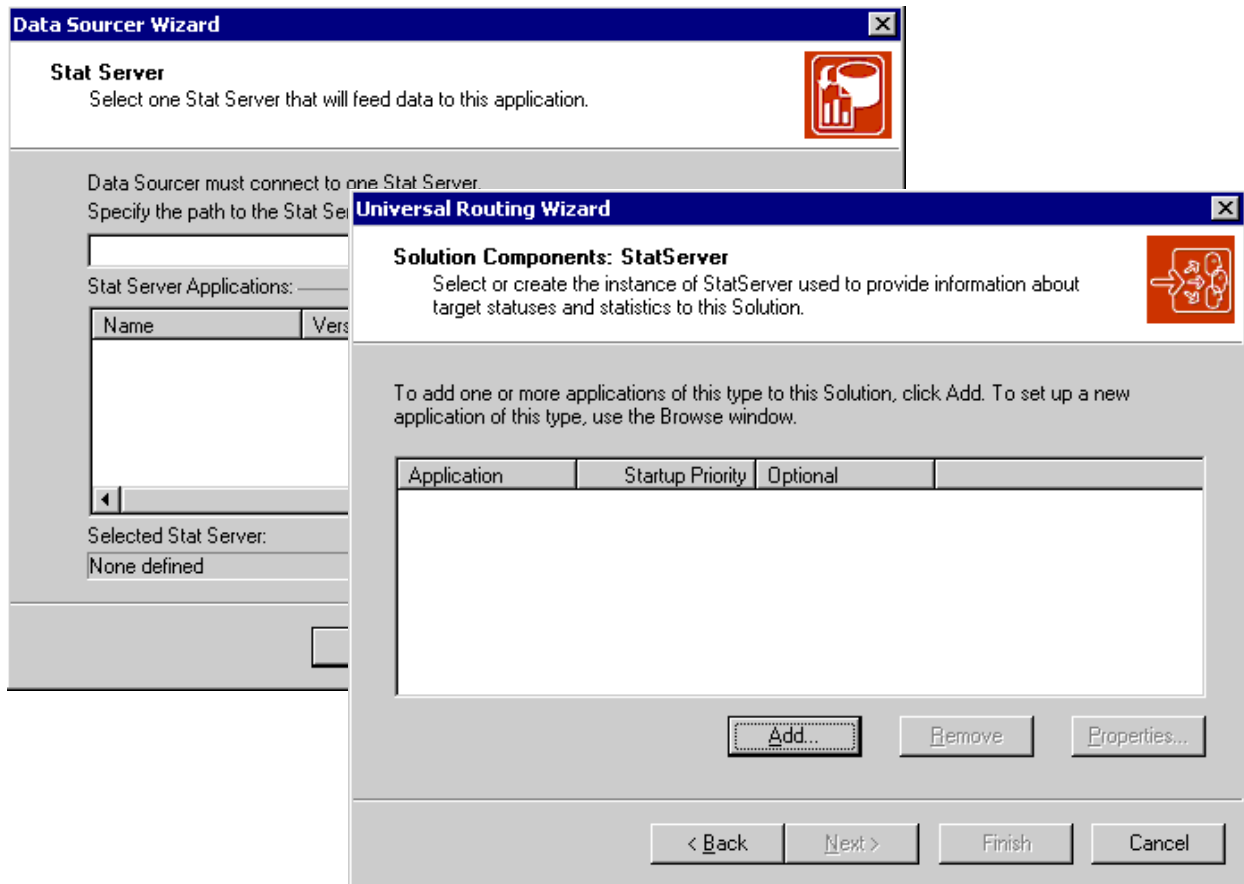 Data Sourcer Wizard
Stat Server
Select one Stat Server that will feed data to this application.
Data Sourcer must connect to one Stat Server.
Specify the path to the Stat Se
Stat Server Applications:
Name Vers
Selected Stat Server:
None defined
Universal Routing Wizard
Solution Components: StatServer
Select or create the instance of StatServer used to provide information about
target statuses and statistics to this Solution.
To add one or more applications of this type to this Solution, click Add. To set up a new
application of this type, use the Browse window.
Application Startup Priority Optional
Add... Remove Properties...
< Back Next > Finish Cancel